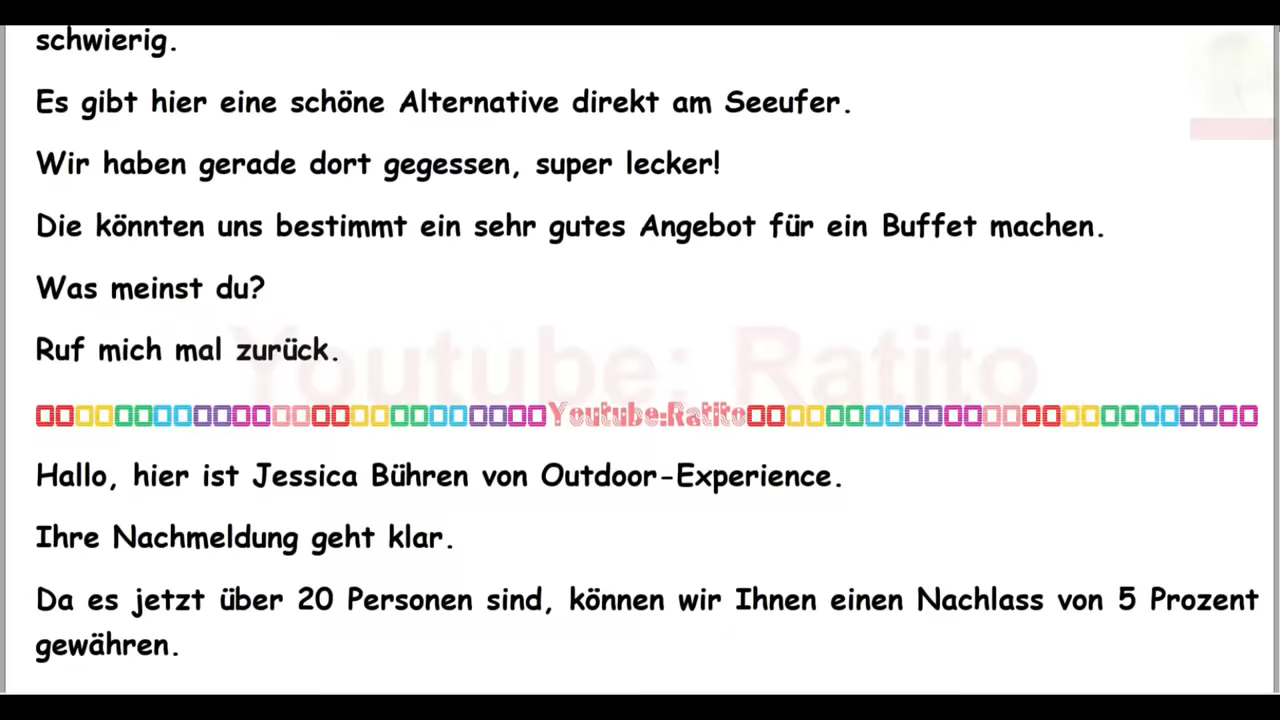 schwierig.
Es gibt hier eine schöne Alternative direkt am Seeufer.
Wir haben gerade dort gegessen, super lecker!
Die könnten uns bestimmt ein sehr gutes Angebot für ein Buffet machen.
Was meinst du?
Ruf mich mal zurück.
Youtube: Ratito
Youtube:Ratito
Hallo, hier ist Jessica Bühren von Outdoor-Experience.
Ihre Nachmeldung geht klar.
Da es jetzt über 20 Personen sind, können wir Ihnen einen Nachlass von 5 Prozent
gewähren.